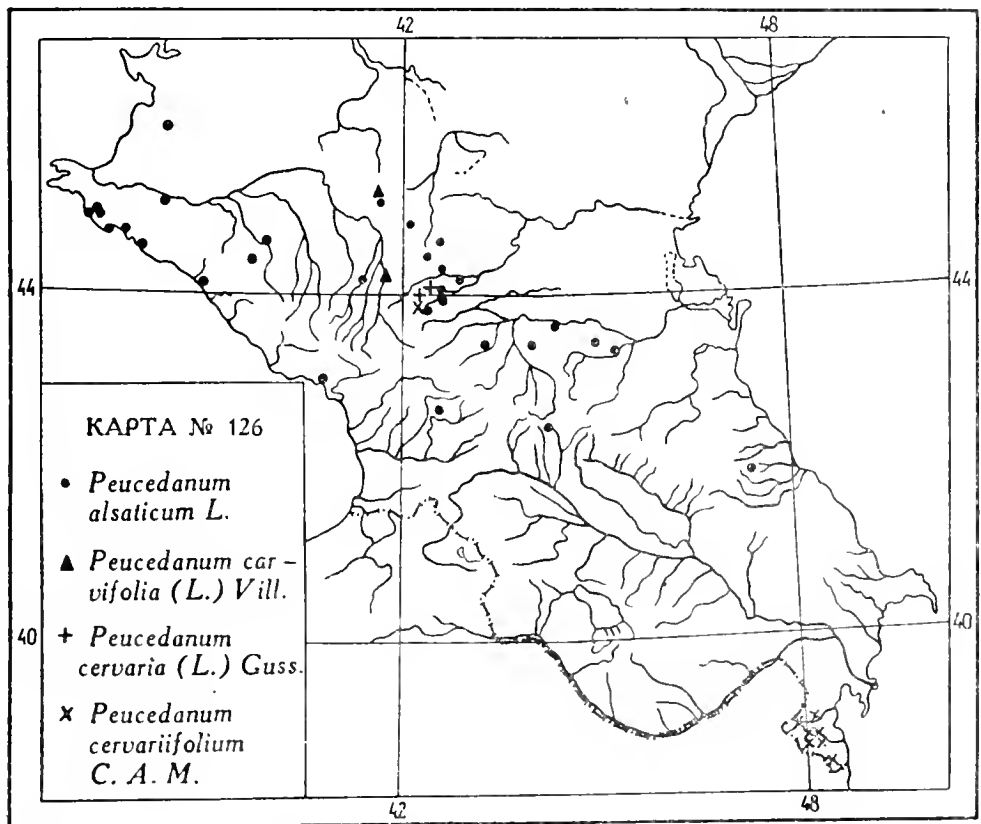 42 48
44 44
КАРТА № 126
Peucedanum
alsaticum L.
Peucedanum car-
vifolia (L.) Vill.
40 40
Peucedanum
cervaria (L.) Guss.
Peucedanum
cervariifolium
C. A. M.
42 48